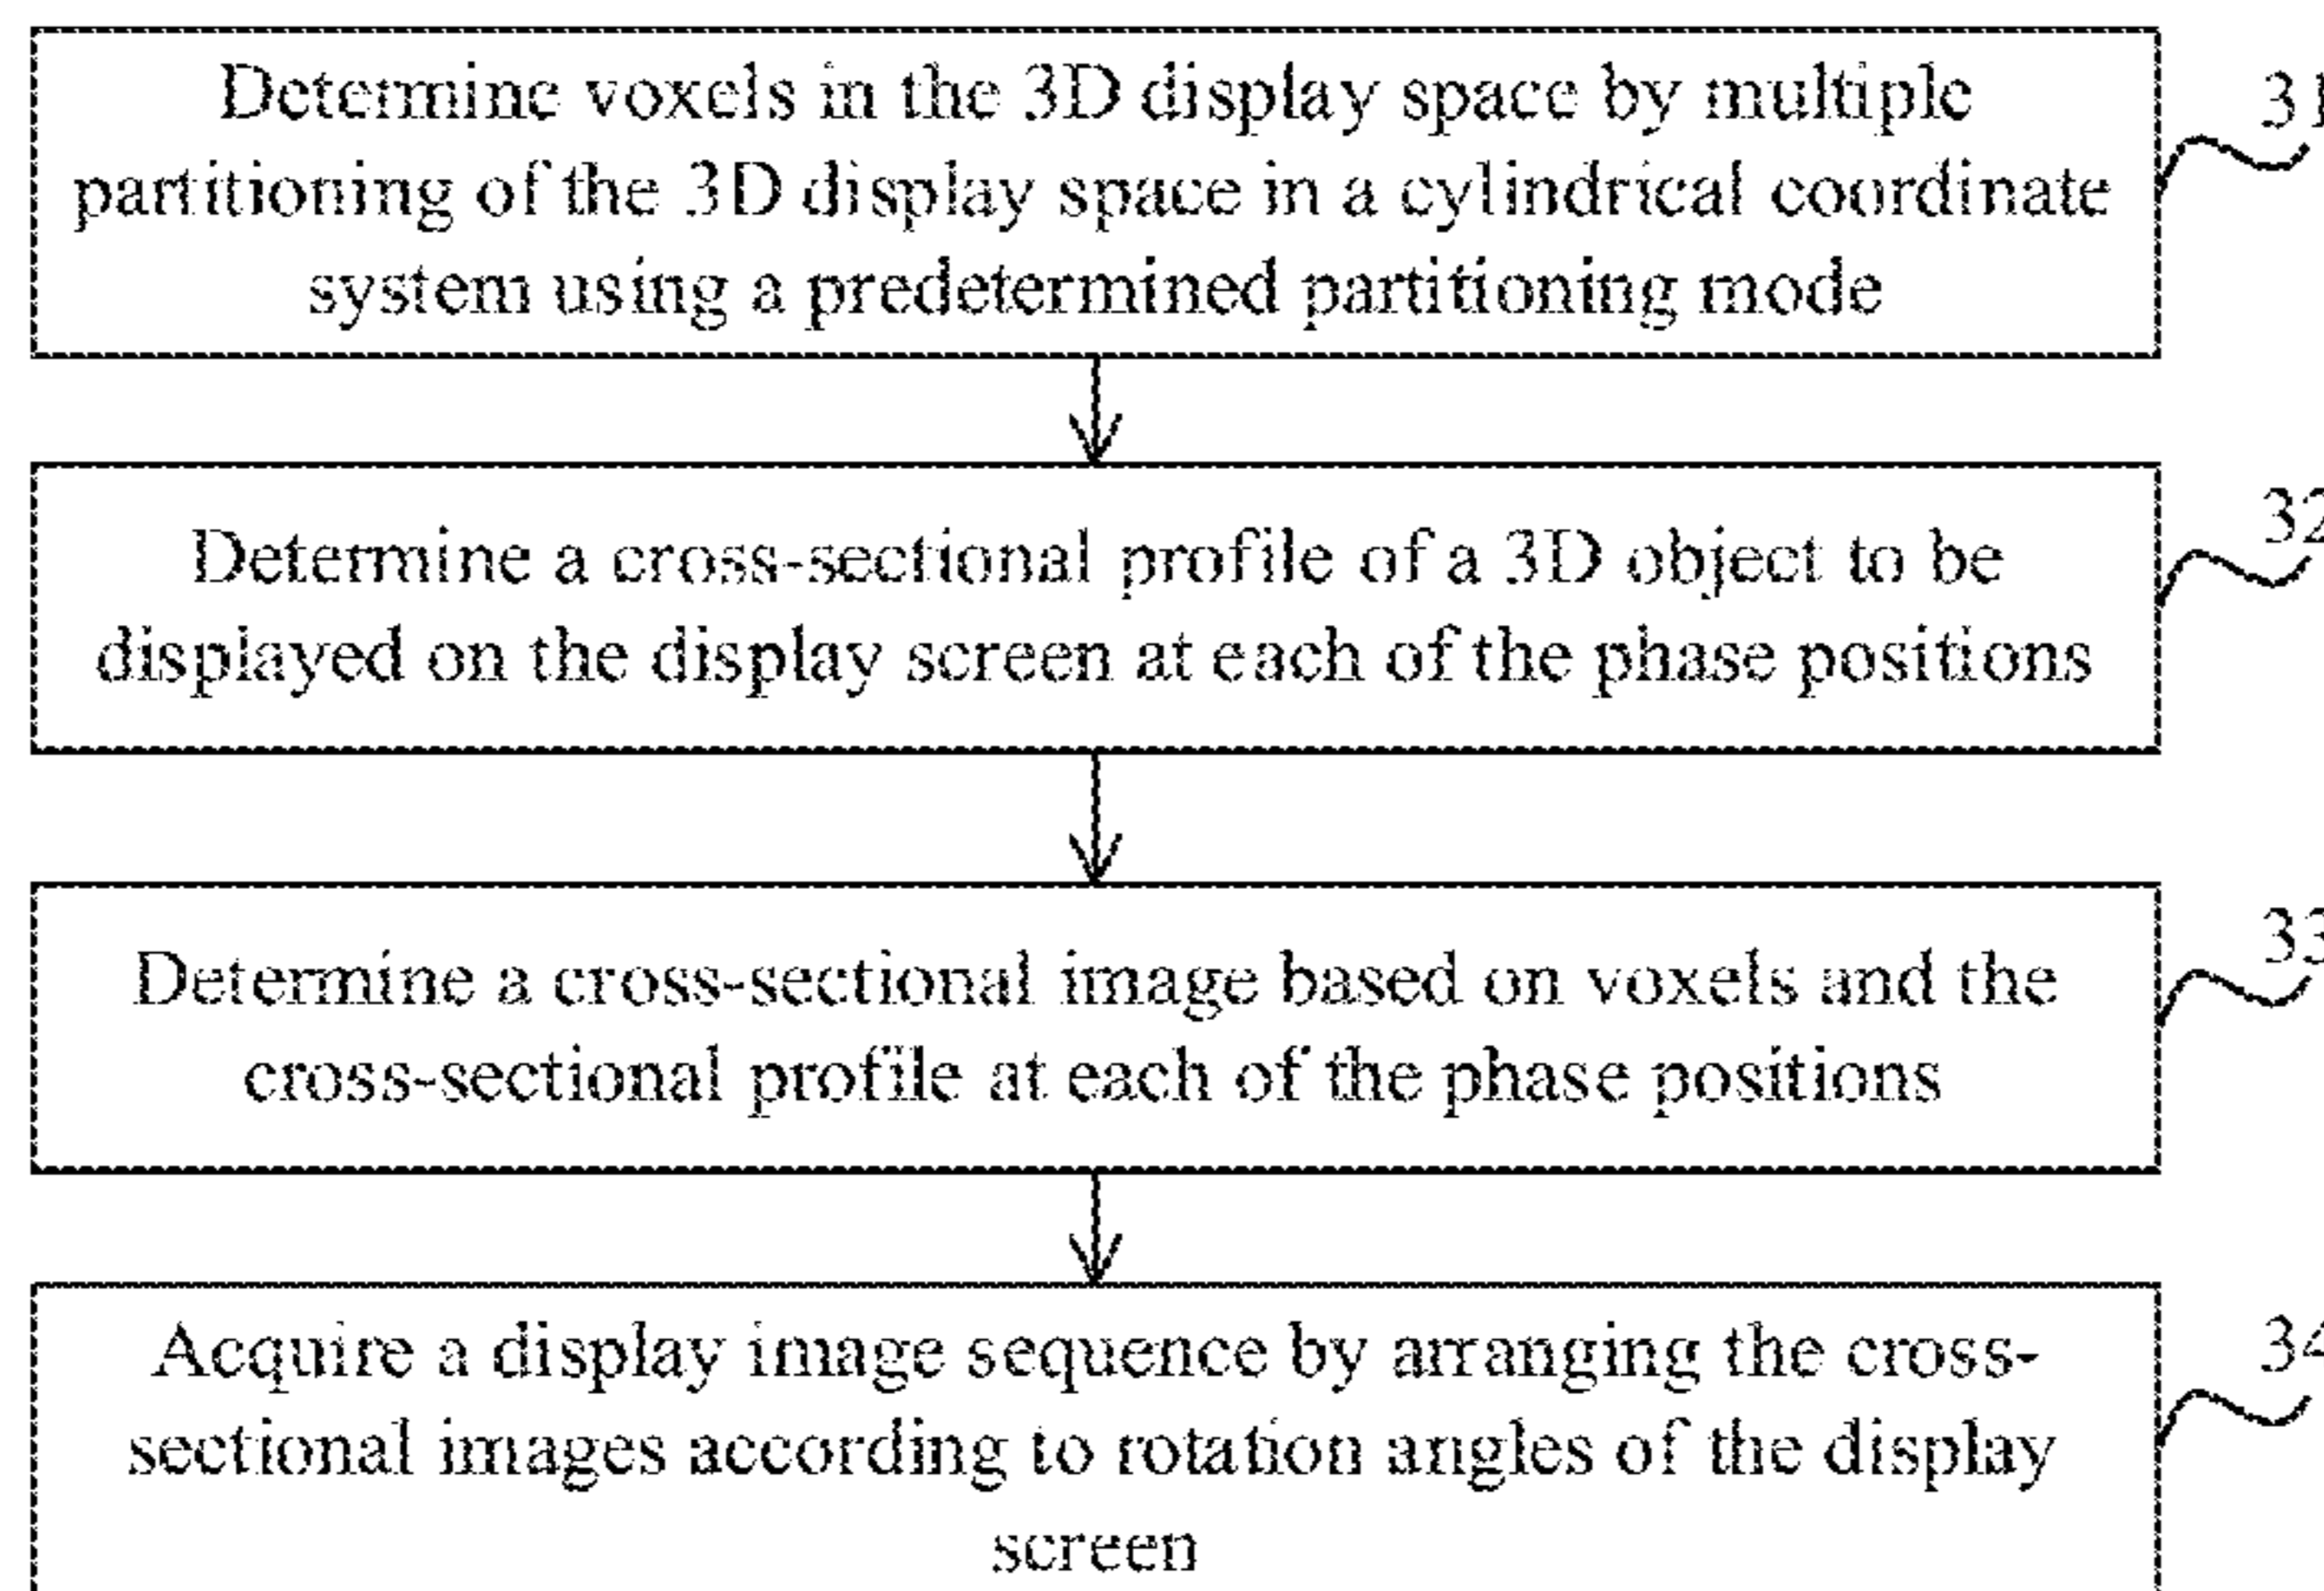 Determine voxels in the 3D display space by multiple
31
partitioning of the 3D display space in a cylindrical coordinate
system using a predetermined partitioning mode
32
Determine a cross-sectional profile of a 3D object to be
displayed on the display screen at each of the phase positions
33
Determine a cross-sectional image based on voxels and the
cross-sectional profile at each of the phase positions
34
Acquire a display image sequence by arranging the cross-
sectional images according to rotation angles of the display
screen